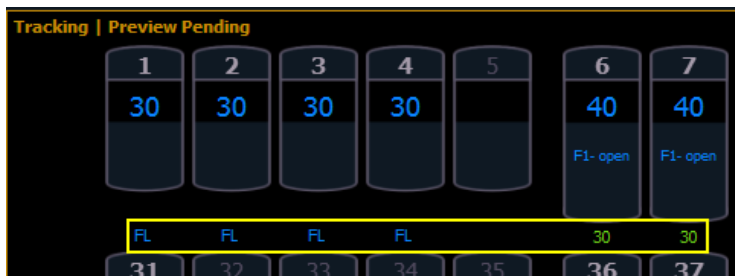 Tracking | Preview Pending
1 2 3 4 5 6 7
30 30 30 30 40 40
F1- open F1- open
FL FL FL FL 30 30
31 32 33 34 35 36 37